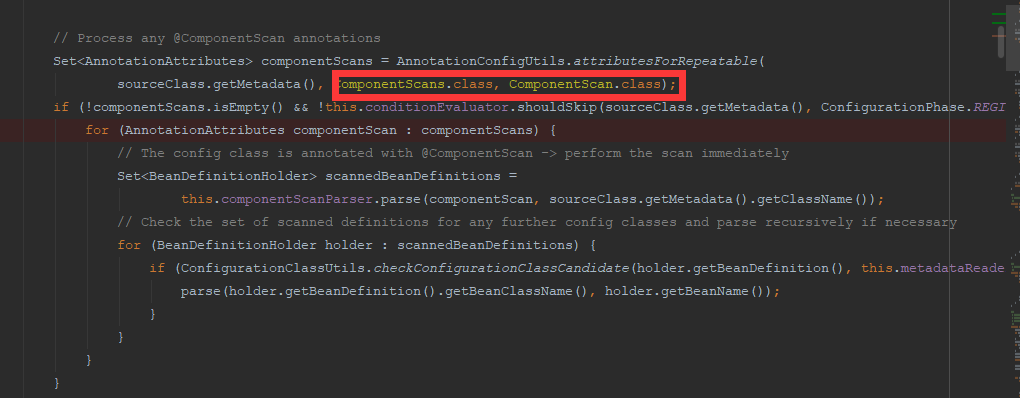 // Process any @ComponentScan annotations
Set<AnnotationAttributes> componentScans = AnnotationConfigUtils.attributesForRepeatable(
sourceClass.getMetadata(), ComponentScans.class, ComponentScan.class);
if (!componentScans.isEmpty() && !this.conditionEvaluator.shouldSkip(sourceClass.getMetadata(), ConfigurationPhase.REGI
for (AnnotationAttributes componentScan : componentScans) {
// The config class is annotated with @ComponentScan -> perform the scan immediately
Set<BeanDefinitionHolder> scannedBeanDefinitions =
this.componentScanParser.parse(componentScan, sourceClass.getMetadata().getClassName());
// Check the set of scanned definitions for any further config classes and parse recursively if necessary
for (BeanDefinitionHolder holder : scannedBeanDefinitions) {
if (ConfigurationClassUtils.checkConfigurationClassCandidate(holder.getBeanDefinition(), this.metadataReade
parse(holder.getBeanDefinition().getBeanClassName(), holder.getBeanName());
}
}
}
}